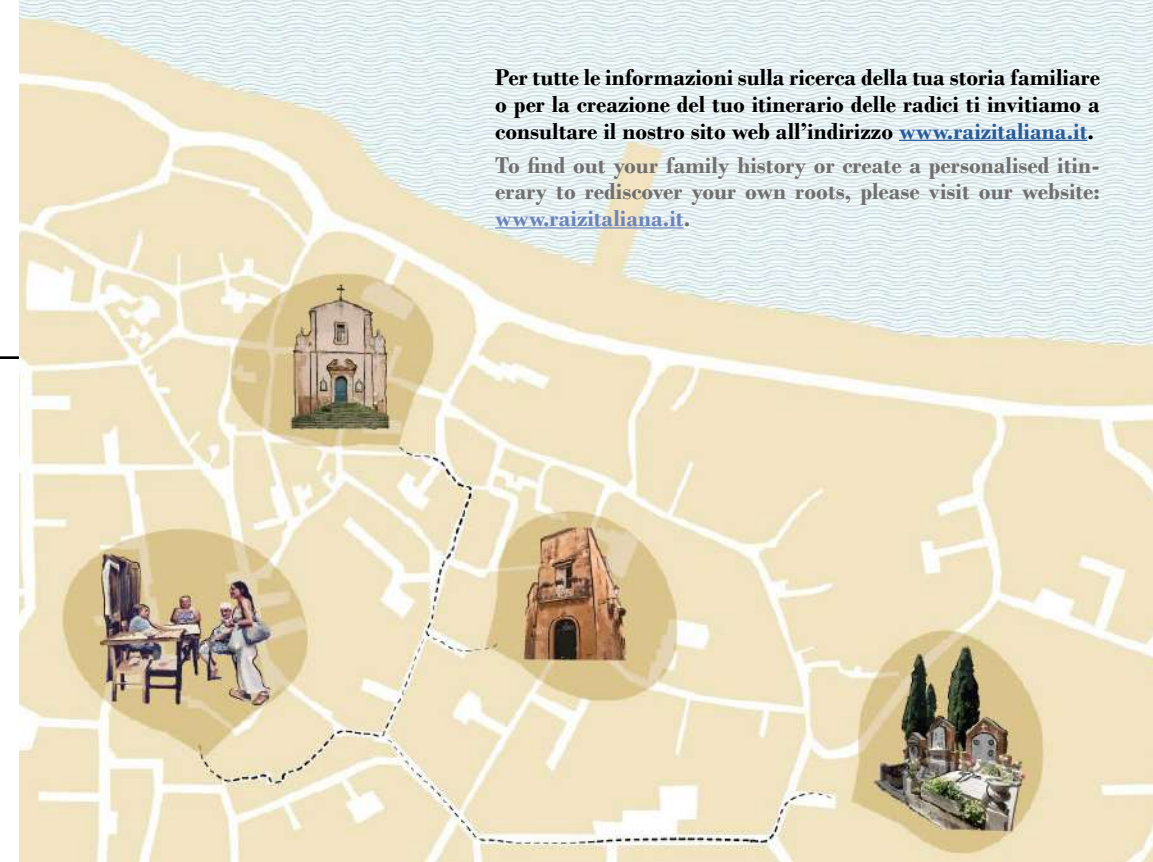 Per tutte le informazioni sulla ricerca della tua storia familiare
o per la creazione del tuo itinerario delle radici ti invitiamo a
consultare il nostro sito web all'indirizzo www.raizitaliana.it.
To find out your family history or create a personalised itin-
erary to rediscover your own roots, please visit our website:
www.raizitaliana.it.